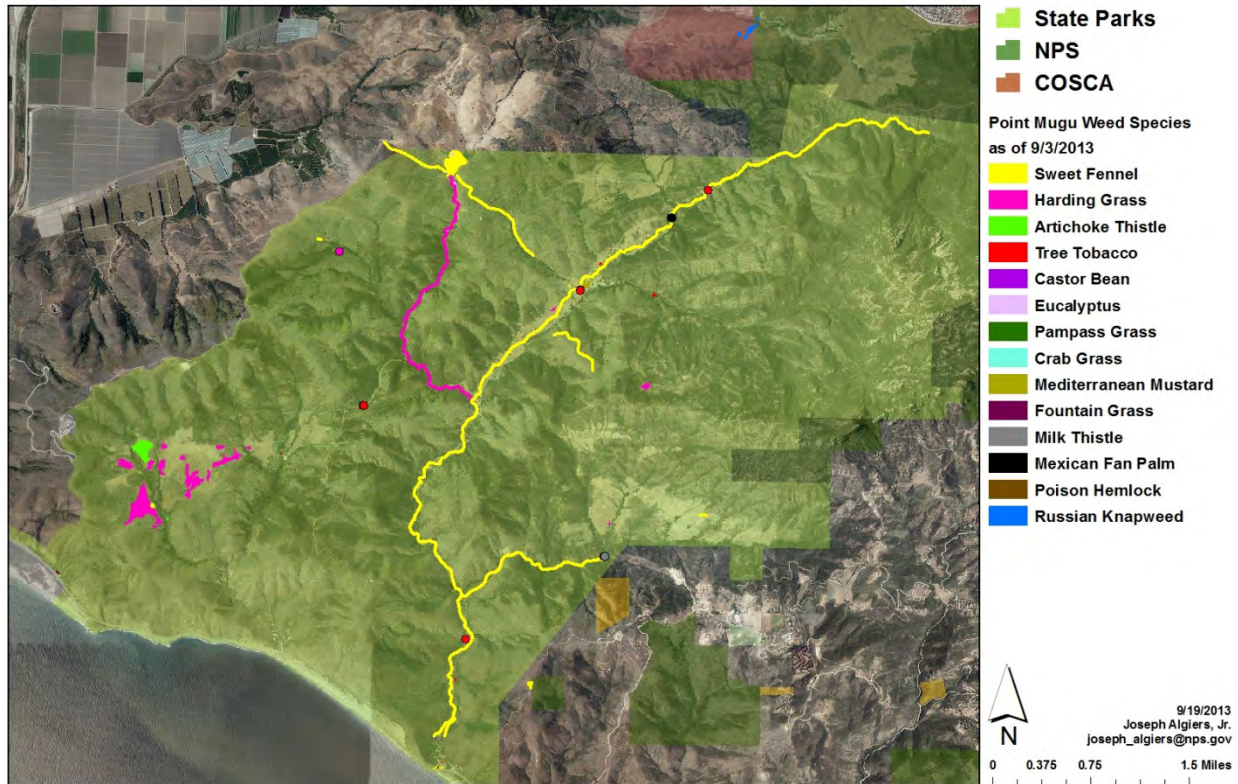 State Parks
NPS
COSCA
Point Mugu Weed Species
as of 9/3/2013
Sweet Fennel
Harding Grass
Artichoke Thistle
Tree Tobacco
Castor Bean
Eucalyptus
Pampass Grass
Crab Grass
Mediterranean Mustard
Fountain Grass
Milk Thistle
Mexican Fan Palm
Poison Hemlock
Russian Knapweed
N
9/19/2013
Joseph Algiers, Jr.
joseph_algiers@nps.gov
0 0.375 0.75 1.5 Miles